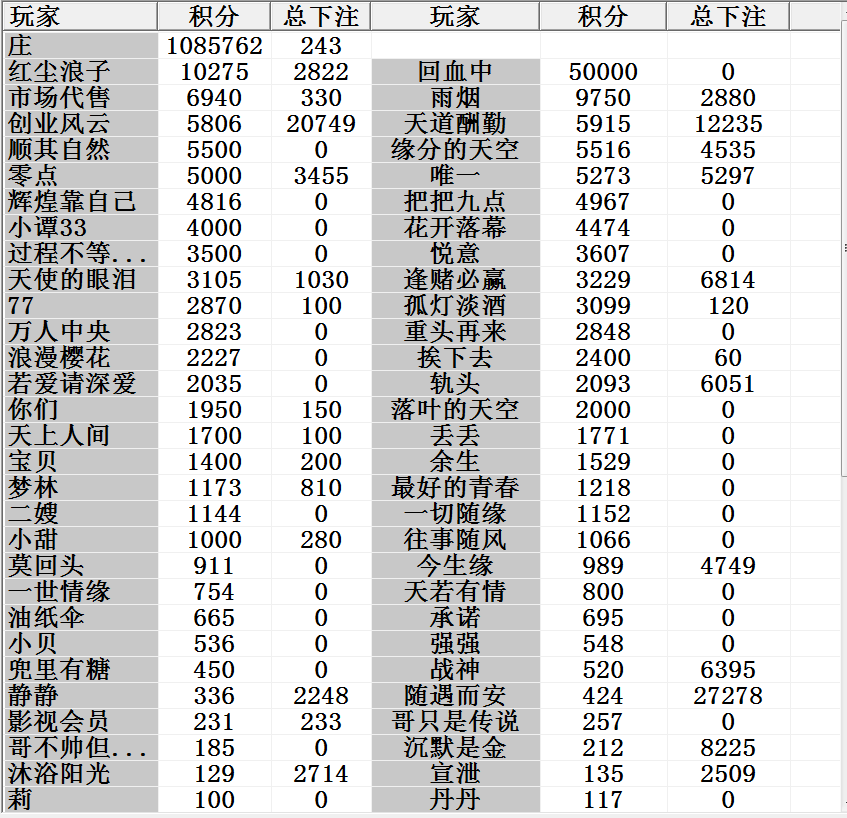 玩家 积分 总下注 玩家 积分 总下注
庄 1085762 243
红尘浪子 10275 2822 回血中 50000 0
市场代售 6940 330 雨烟 9750 2880
创业风云 5806 20749 天道酬勤 5915 12235
顺其自然 5500 0 缘分的天空 5516 4535
零点 5000 3455 唯一 5273 5297
辉煌靠自己 4816 0 把把九点 4967 0
小谭33 4000 0 花开落幕 4474 0
过程不等... 3500 0 悦意 3607 0
天使的眼泪 3105 1030 逢赌必赢 3229 6814
77 2870 100 孤灯淡酒 3099 120
万人中央 2823 0 重头再来 2848 0
浪漫樱花 2227 0 挨下去 2400 60
若爱请深爱 2035 0 轨头 2093 6051
你们 1950 150 落叶的天空 2000 0
天上人间 1700 100 丢丢 1771 0
宝贝 1400 200 余生 1529 0
梦林 1173 810 最好的青春 1218 0
二嫂 1144 0 一切随缘 1152 0
小甜 1000 280 往事随风 1066 0
莫回头 911 0 今生缘 989 4749
一世情缘 754 0 天若有情 800 0
油纸伞 665 0 承诺 695 0
小贝 536 0 强强 548 0
兜里有糖 450 0 战神 520 6395
静静 336 2248 随遇而安 424 27278
影视会员 231 233 哥只是传说 257 0
哥不帅但... 185 0 沉默是金 212 8225
沐浴阳光 129 2714 宣泄 135 2509
莉 100 0 丹丹 117 0